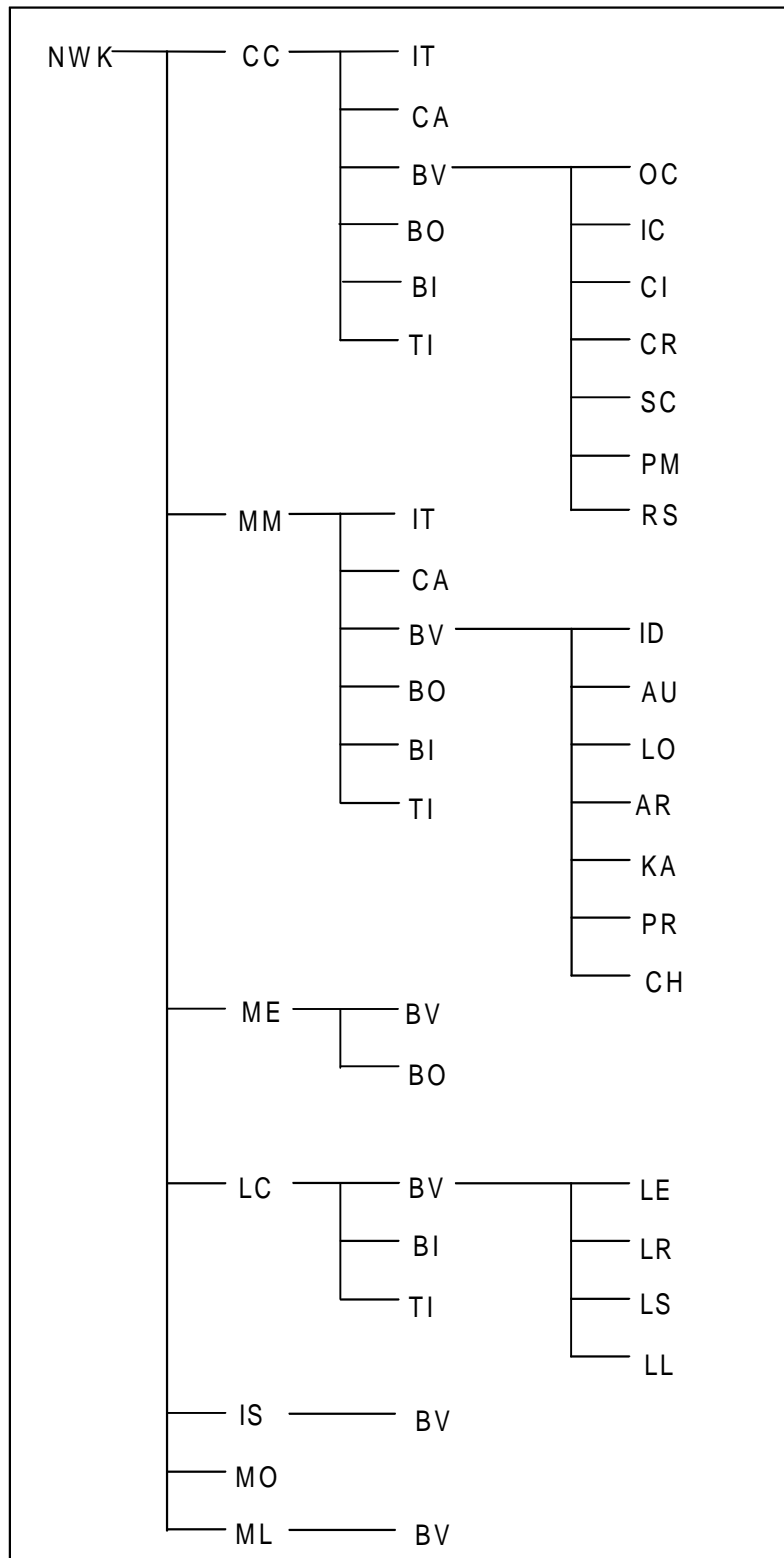 NWK CC IT
CA
BV OC
BO IC
BI CI
TI CR
SC
PM
MM IT RS
CA
BV ID
BO AU
BI LO
TI AR
KA
PR
CH
ME BV
BO
LC BV LE
BI LR
TI LS
LL
IS BV
MO
ML BV